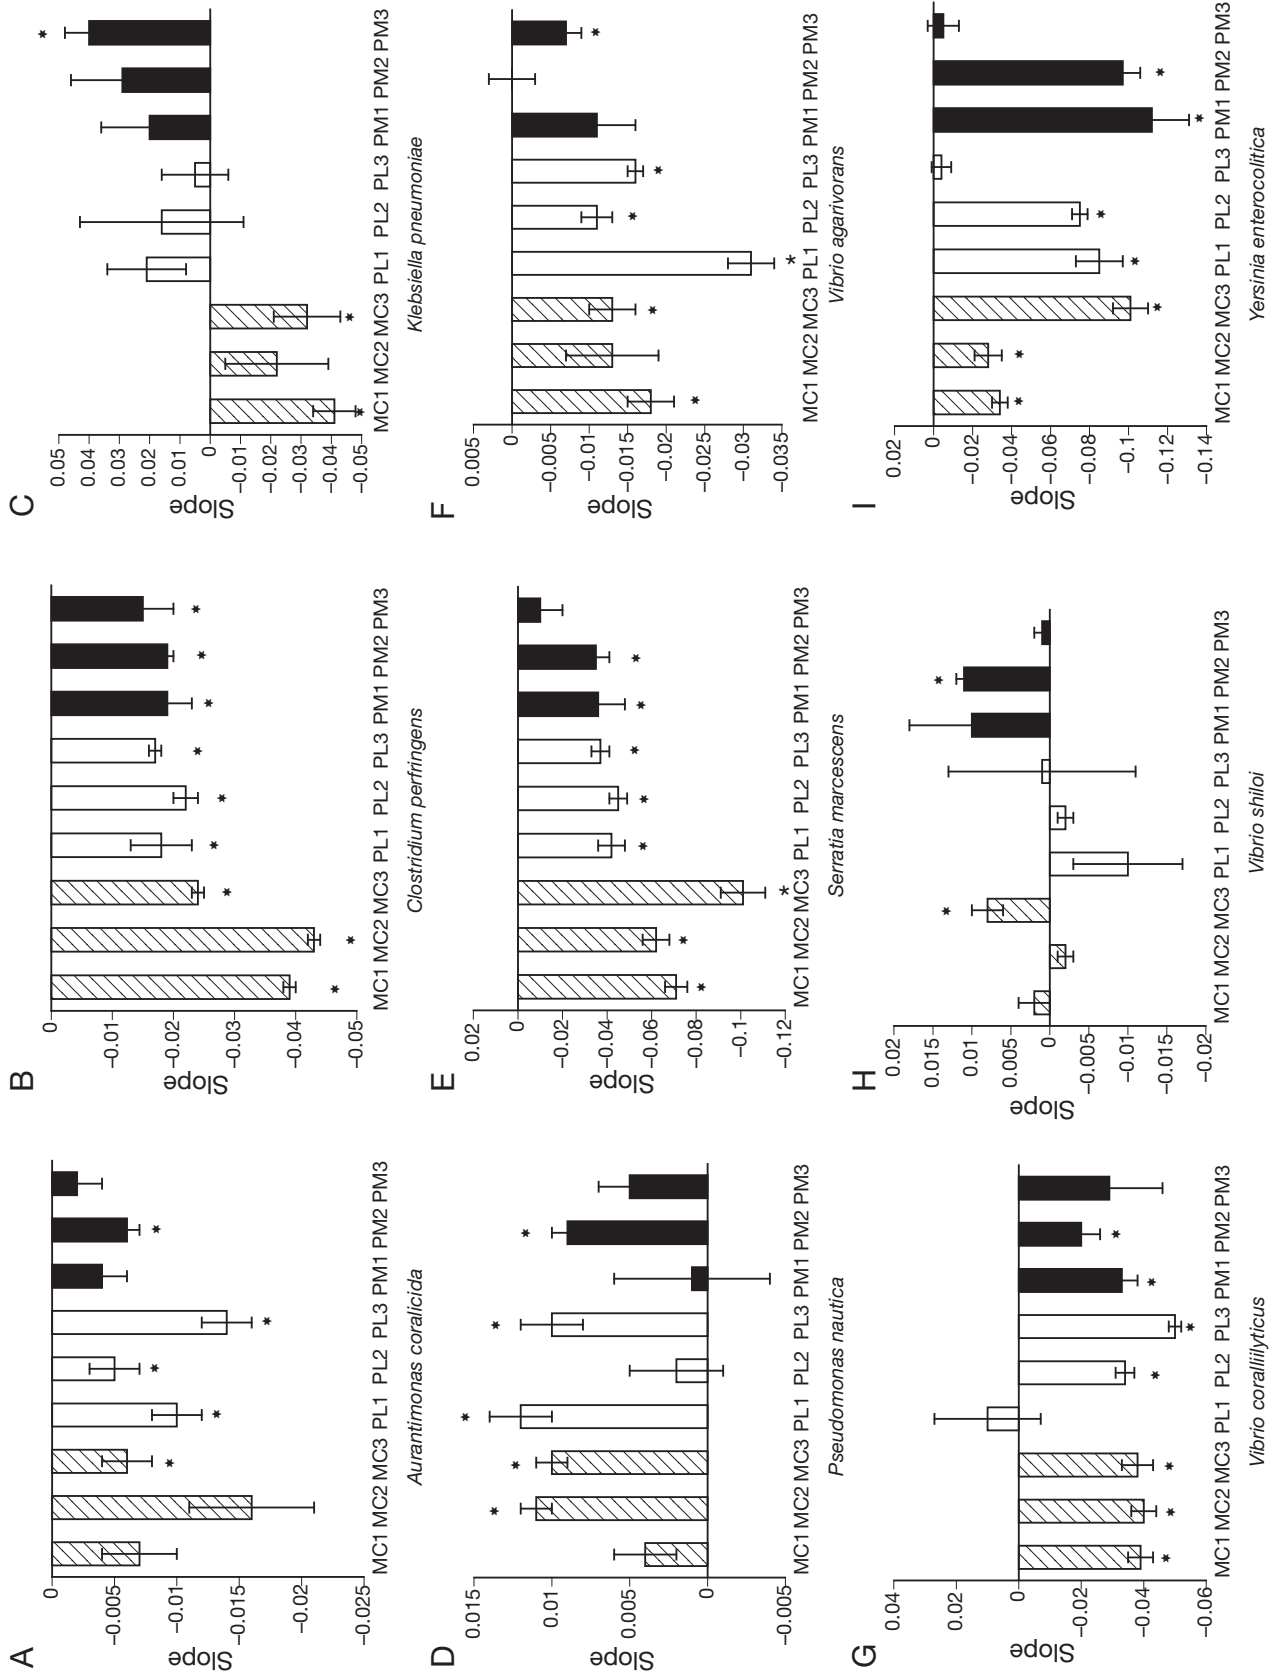 A
Slope
0
−0.005
−0.01
−0.015
−0.02
−0.025
MC1 MC2 MC3 PL1 PL2 PL3 PM1 PM2 PM3
Aurantimonas coralicida
B
Slope
0
−0.01
−0.02
−0.03
−0.04
−0.05
MC1 MC2 MC3 PL1 PL2 PL3 PM1 PM2 PM3
Clostridium perfringens
C
Slope
0.05
0.04
0.03
0.02
0.01
0
−0.01
−0.02
−0.03
−0.04
−0.05
MC1 MC2 MC3 PL1 PL2 PL3 PM1 PM2 PM3
Klebsiella pneumoniae
D
Slope
0.015
0.01
0.005
0
−0.005
MC1 MC2 MC3 PL1 PL2 PL3 PM1 PM2 PM3
Pseudomonas nautica
E
Slope
0.02
0
−0.02
−0.04
−0.06
−0.08
−0.1
−0.12
MC1 MC2 MC3 PL1 PL2 PL3 PM1 PM2 PM3
Serratia marcescens
F
Slope
0.005
0
−0.005
−0.01
−0.015
−0.02
−0.025
−0.03
−0.035
MC1 MC2 MC3 PL1 PL2 PL3 PM1 PM2 PM3
Vibrio agarivorans
G
Slope
0.04
0.02
0
−0.02
−0.04
−0.06
MC1 MC2 MC3 PL1 PL2 PL3 PM1 PM2 PM3
Vibrio coralliilyticus
H
Slope
0.02
0.015
0.01
0.005
0
−0.005
−0.01
−0.015
−0.02
MC1 MC2 MC3 PL1 PL2 PL3 PM1 PM2 PM3
Vibrio shiloi
I
Slope
0.02
0
−0.02
−0.04
−0.06
−0.08
−0.1
−0.12
−0.14
MC1 MC2 MC3 PL1 PL2 PL3 PM1 PM2 PM3
Yersinia enterocolitica